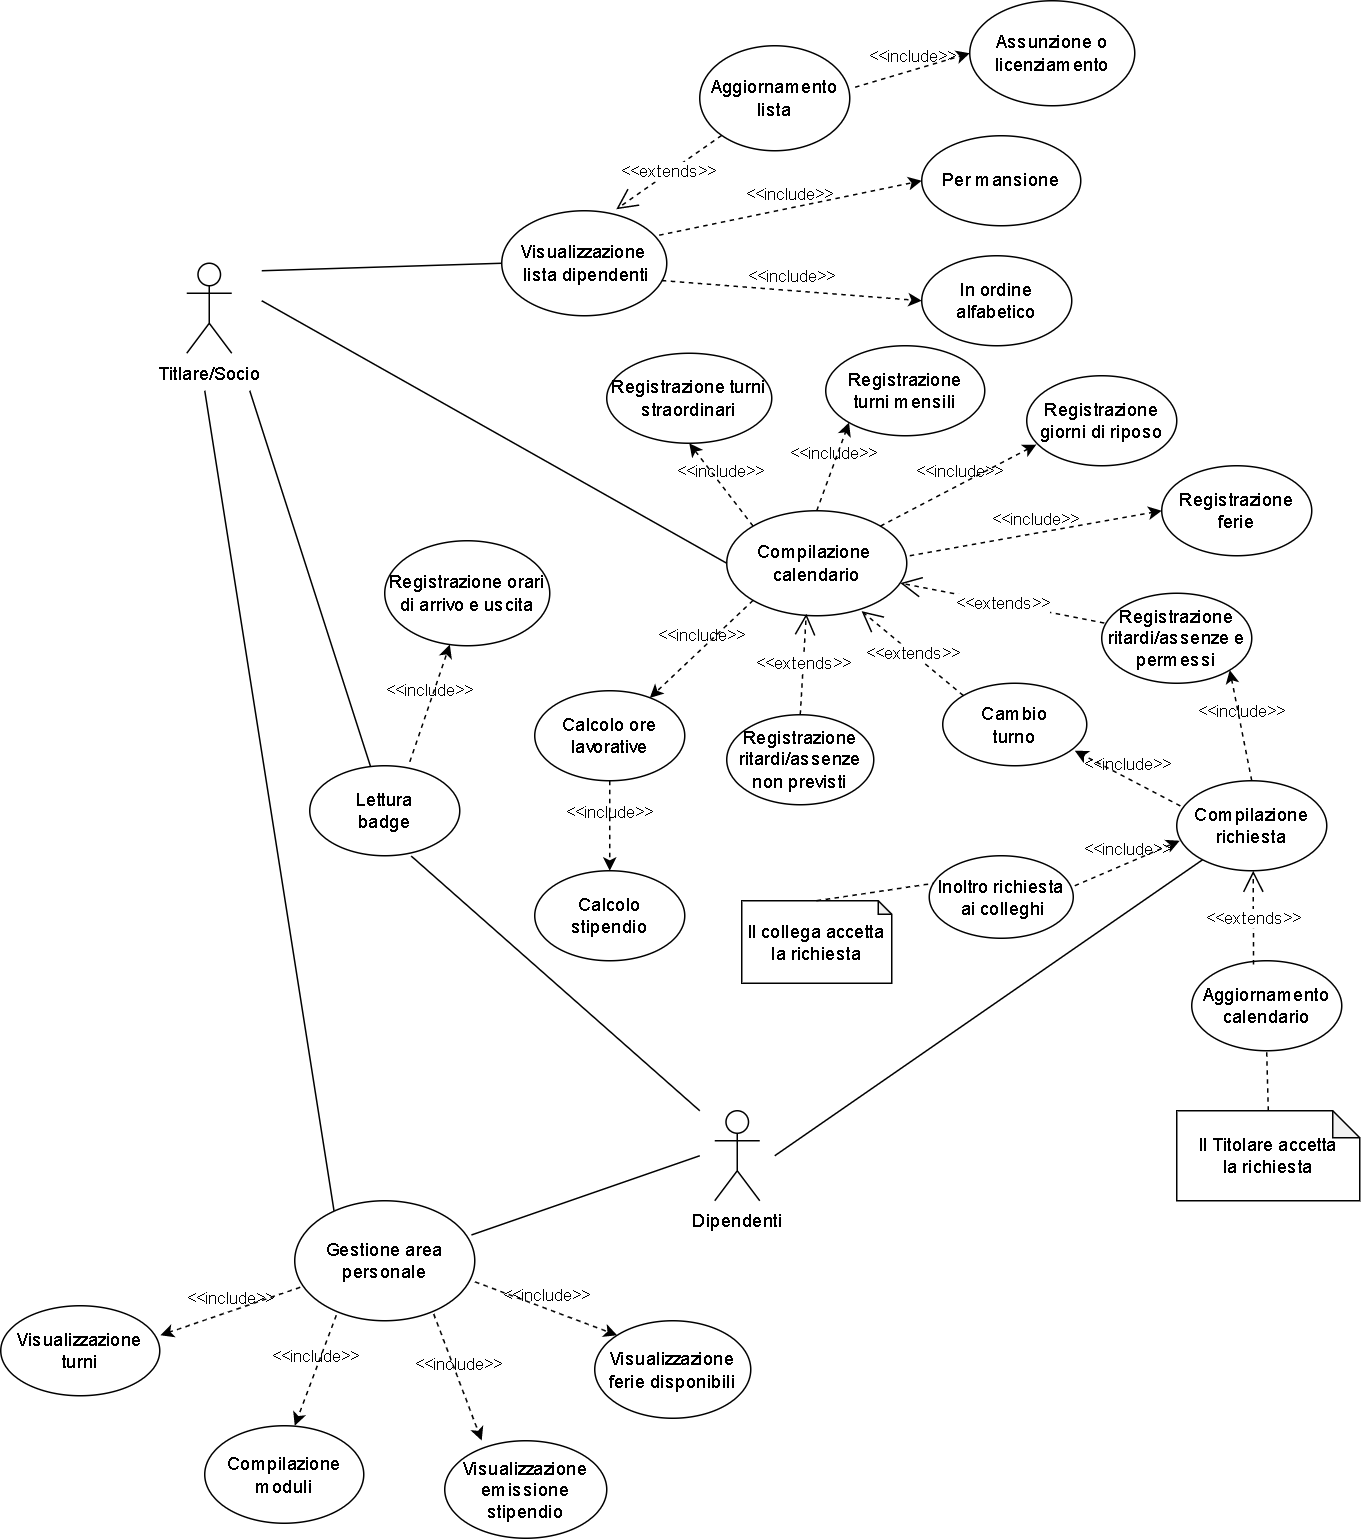 Assunzione o
licenziamento
<<include>>
Aggiornamento
lista
<<extends>>
Per mansione
<<include>>
Visualizzazione
lista dipendenti
<<include>>
In ordine
alfabetico
Titlare/Socio
Registrazione turni
straordinari
Registrazione
turni mensili
Registrazione
giorni di riposo
<<include>>
<<include>>
<<include>>
Registrazione
ferie
<<include>>
Compilazione
calendario
Registrazione orari
di arrivo e uscita
<<extends>>
Registrazione
ritardi/assenze e
permessi
<<include>>
<<extends>>
<<extends>>
<<include>>
Calcolo ore
lavorative
Registrazione
ritardi/assenze
non previsti
Cambio
turno
<<include>>
<<include>>
Lettura
badge
<<include>>
Compilazione
richiesta
<<include>>
Inoltro richiesta
ai colleghi
Calcolo
stipendio
Il collega accetta
la richiesta
<<extends>>
Aggiornamento
calendario
Il Titolare accetta
la richiesta
Dipendenti
Gestione area
personale
<<include>>
<<include>>
Visualizzazione
turni
<<include>>
<<include>>
Visualizzazione
ferie disponibili
Compilazione
moduli
Visualizzazione
emissione
stipendio